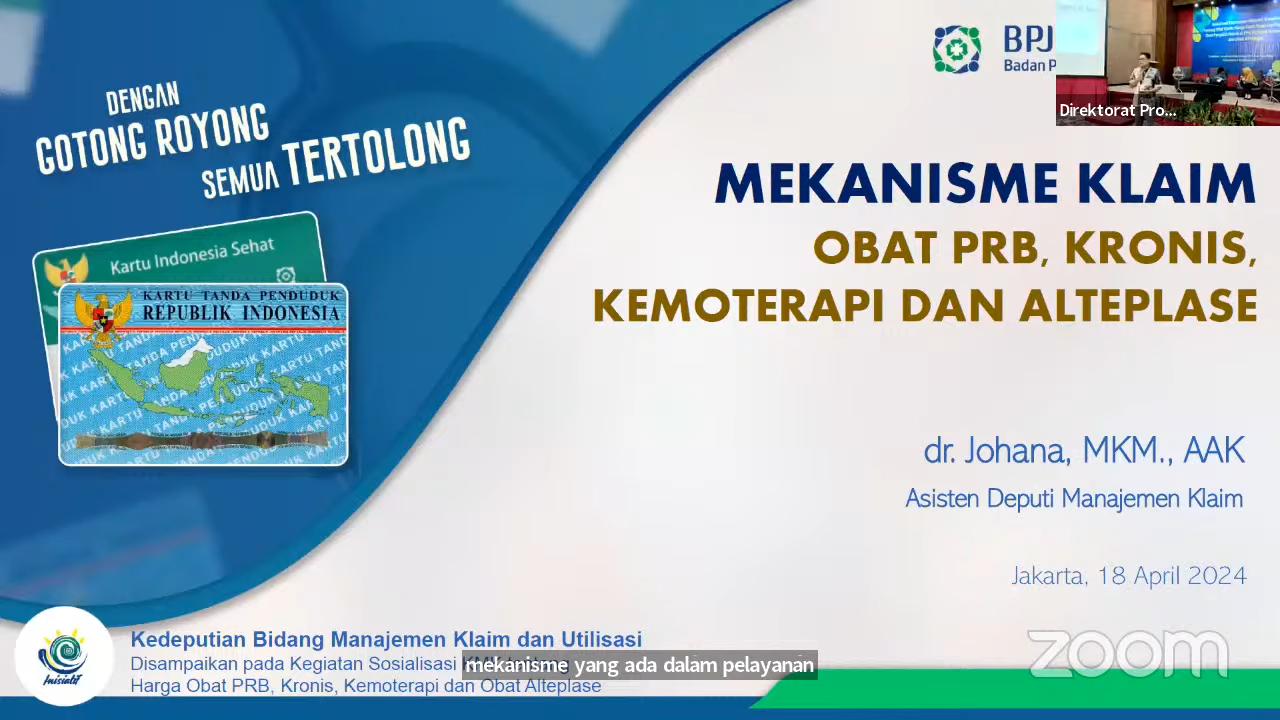 DENGAN
GOTONG ROYONG
SEMUA TERTOLONG
Kartu Indonesia Sehat
KARTU TANDA PENDUDUK
REPUBLIK INDONESIA
BPJ
Badan P
Direktorat Pro...
MEKANISME KLAIM
OBAT PRB, KRONIS,
KEMOTERAPI DAN ALTEPLASE
dr. Johana, MKM., AAK
Asisten Deputi Manajemen Klaim
Jakarta, 18 April 2024
Inisiatif
Kedeputian Bidang Manajemen Klaim dan Utilisasi
Disampaikan pada Kegiatan Sosialisasi
mekanisme yang ada dalam pelayanan
Harga Obat PRB, Kronis, Kemoterapi dan Obat Alteplase
zoom